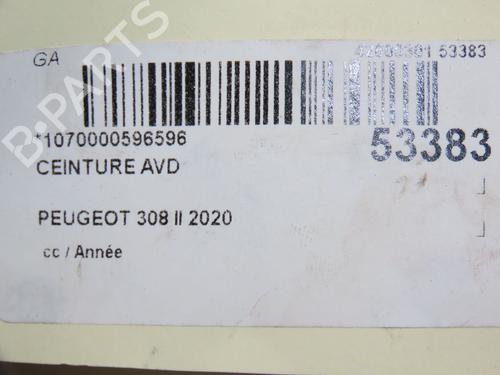 GA
53383
*1070000596596
53383
CEINTURE AVD
PEUGEOT 308 II 2020
cc / Année
B-PARTS